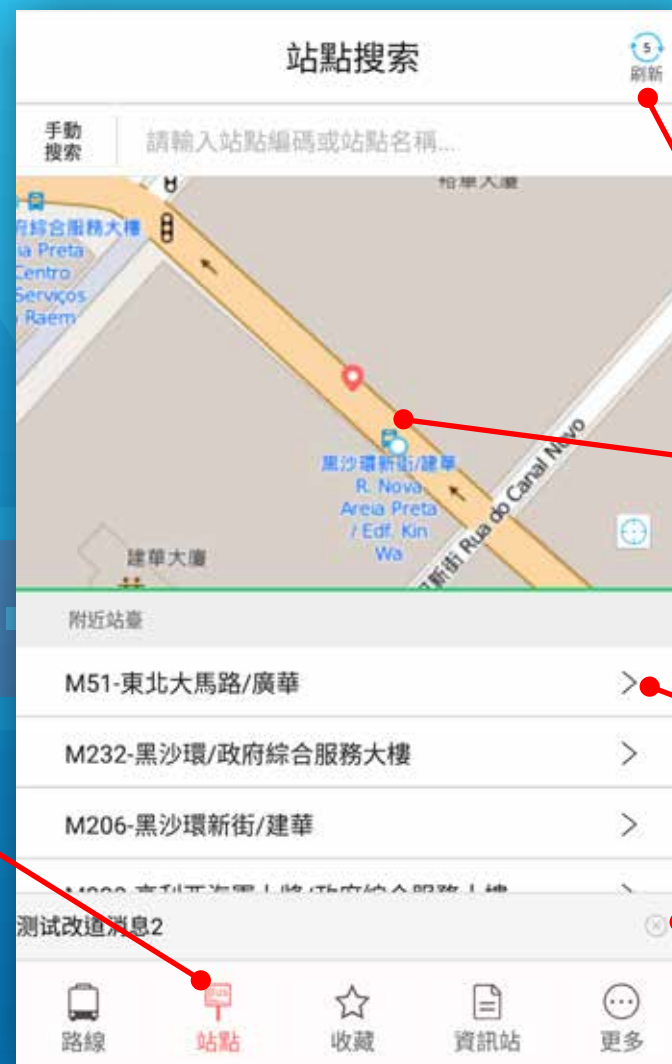 站點搜索
5
刷新
手動
搜索
請輸入站點編碼或站點名稱...
裕華大廈
府綜合服務大樓
ia Preta
Centro
Serviços
Raem
黑沙環新街/建華
R. Nova
Areia Preta
/ Edf. Kin
Wa
新街 Rua do Canal Novo
建華大廈
附近站臺
M51-東北大馬路/廣華
M232-黑沙環/政府綜合服務大樓
M206-黑沙環新街/建華
测试改道消息2
路線
站點
收藏
資訊站
更多